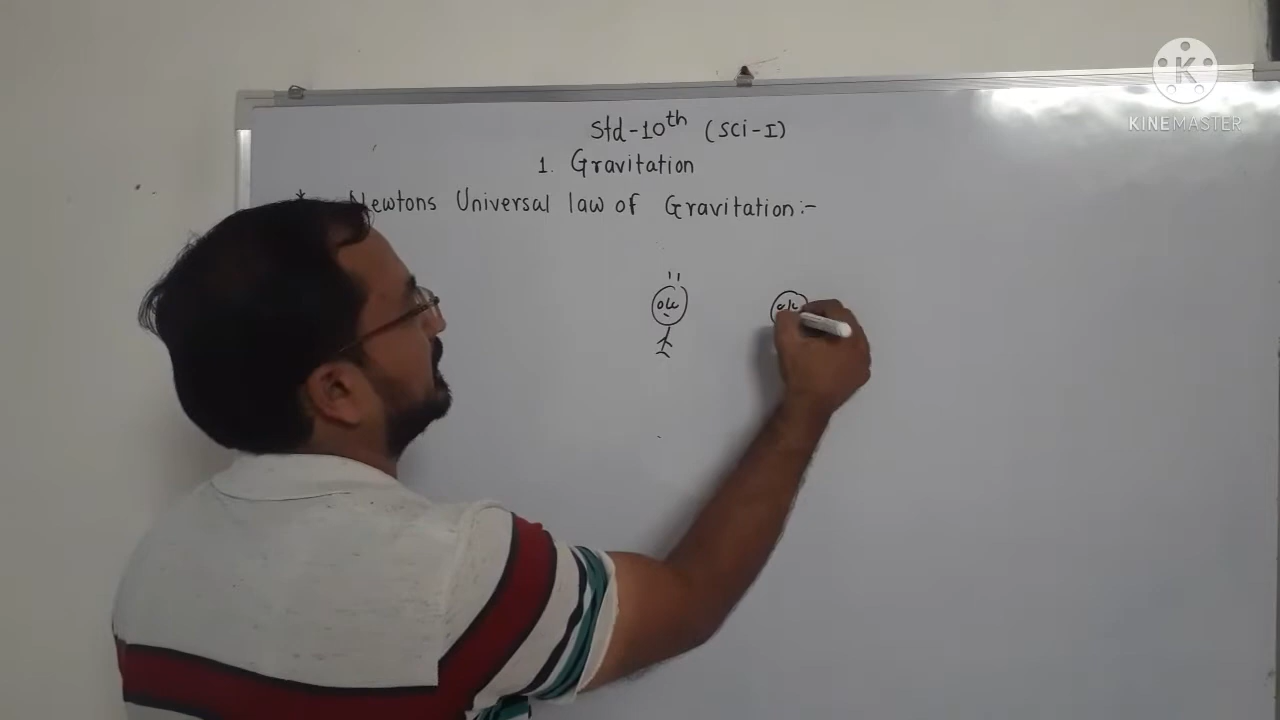 Std-10th (SCI-I)
1. Gravitation
* Newtons Universal law of Gravitation:-
K
KINEMASTER